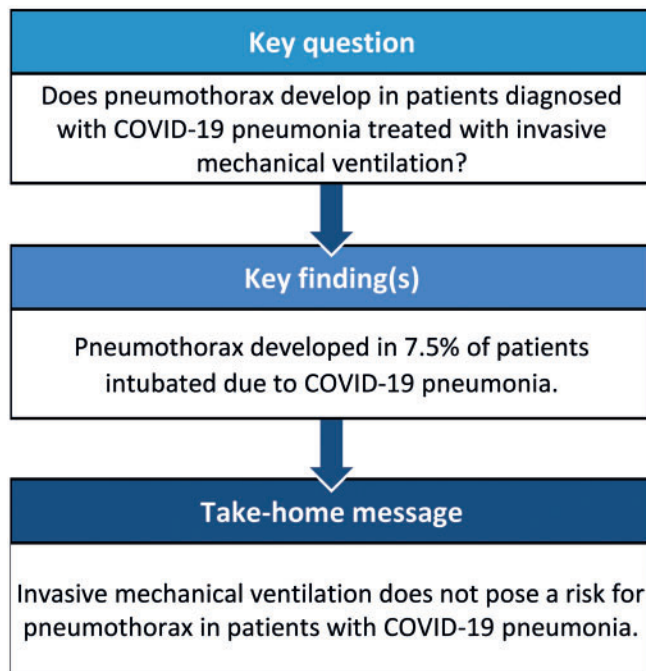 Key question
Does pneumothorax develop in patients diagnosed
with COVID-19 pneumonia treated with invasive
mechanical ventilation?
Key finding(s)
Pneumothorax developed in 7.5% of patients
intubated due to COVID-19 pneumonia.
Take-home message
Invasive mechanical ventilation does not pose a risk for
pneumothorax in patients with COVID-19 pneumonia.